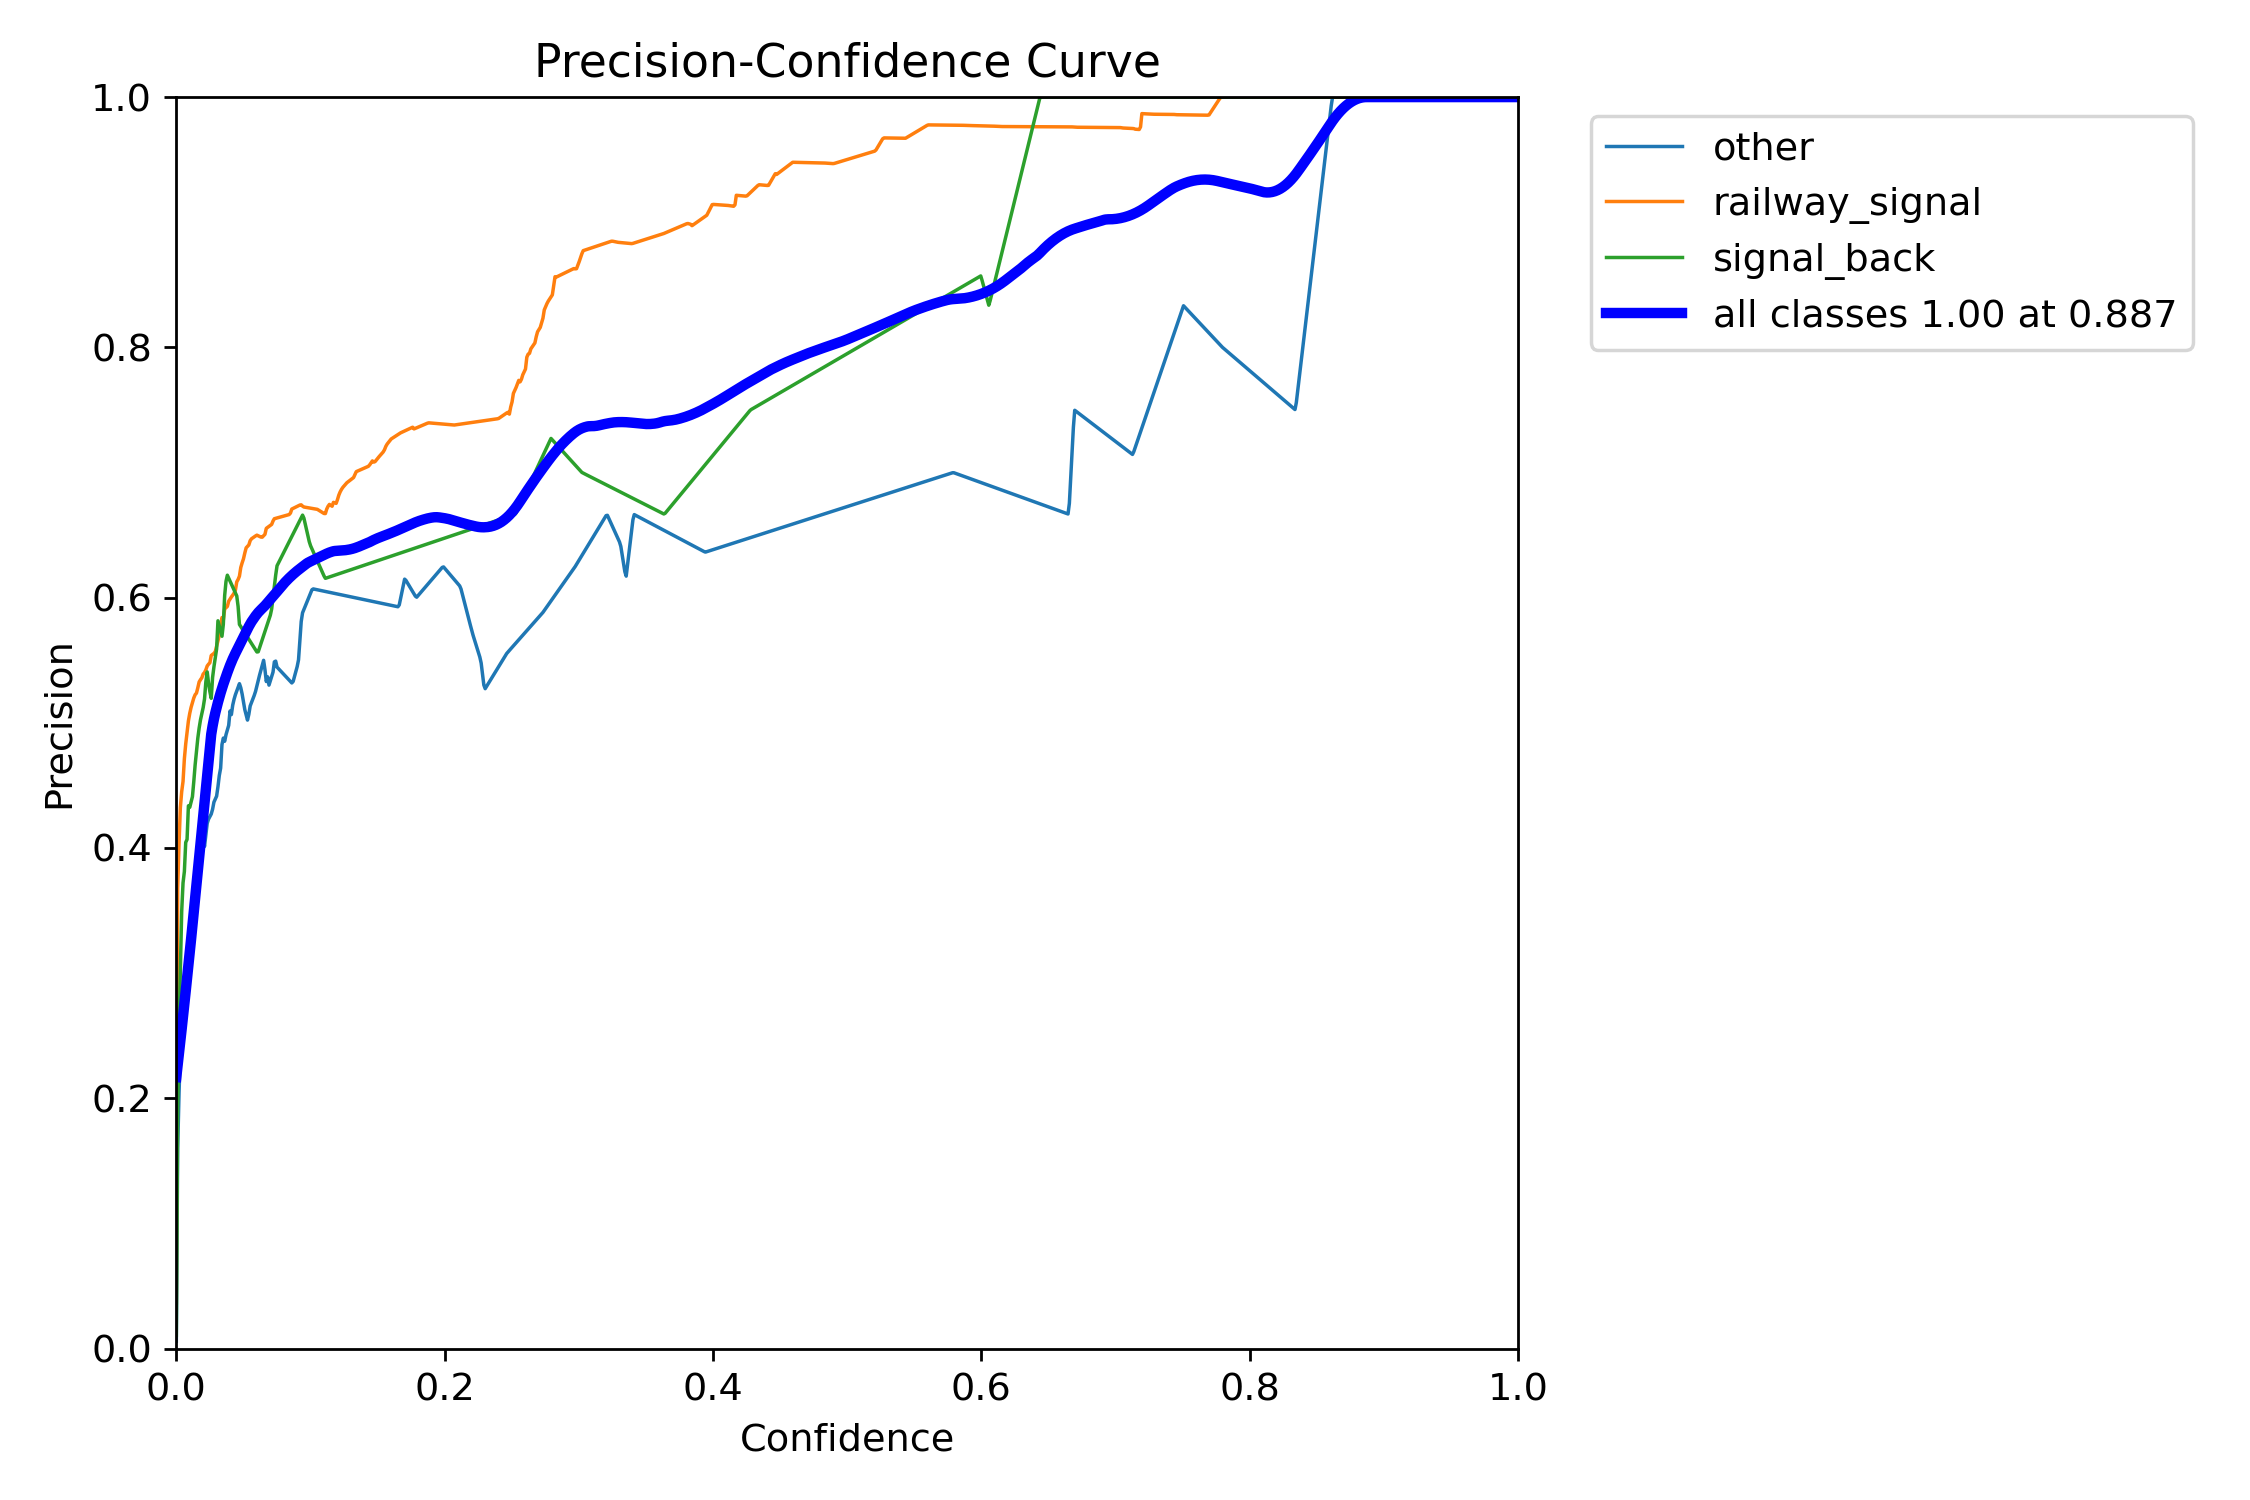 Precision-Confidence Curve
1.0
0.8
0.6
0.4
0.2
0.0
Precision
0.0 0.2 0.4 0.6 0.8 1.0
Confidence
other
railway_signal
signal_back
all classes 1.00 at 0.887